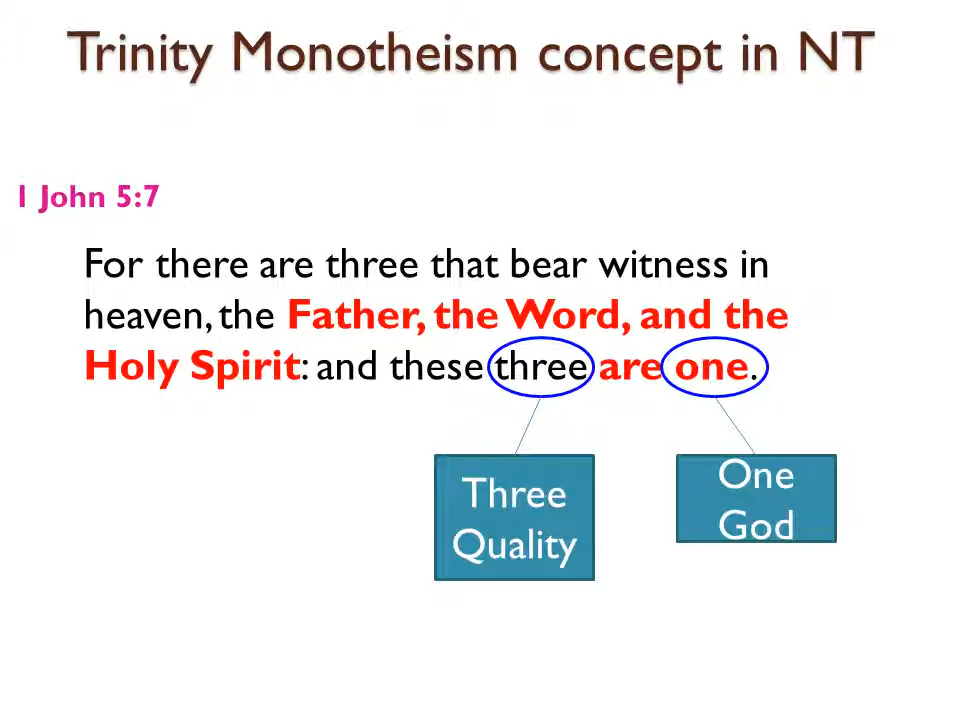 Trinity Monotheism concept in NT
1 John 5:7
For there are three that bear witness in
heaven, the Father, the Word, and the
Holy Spirit: and these three are one.
Three
Quality
One
God